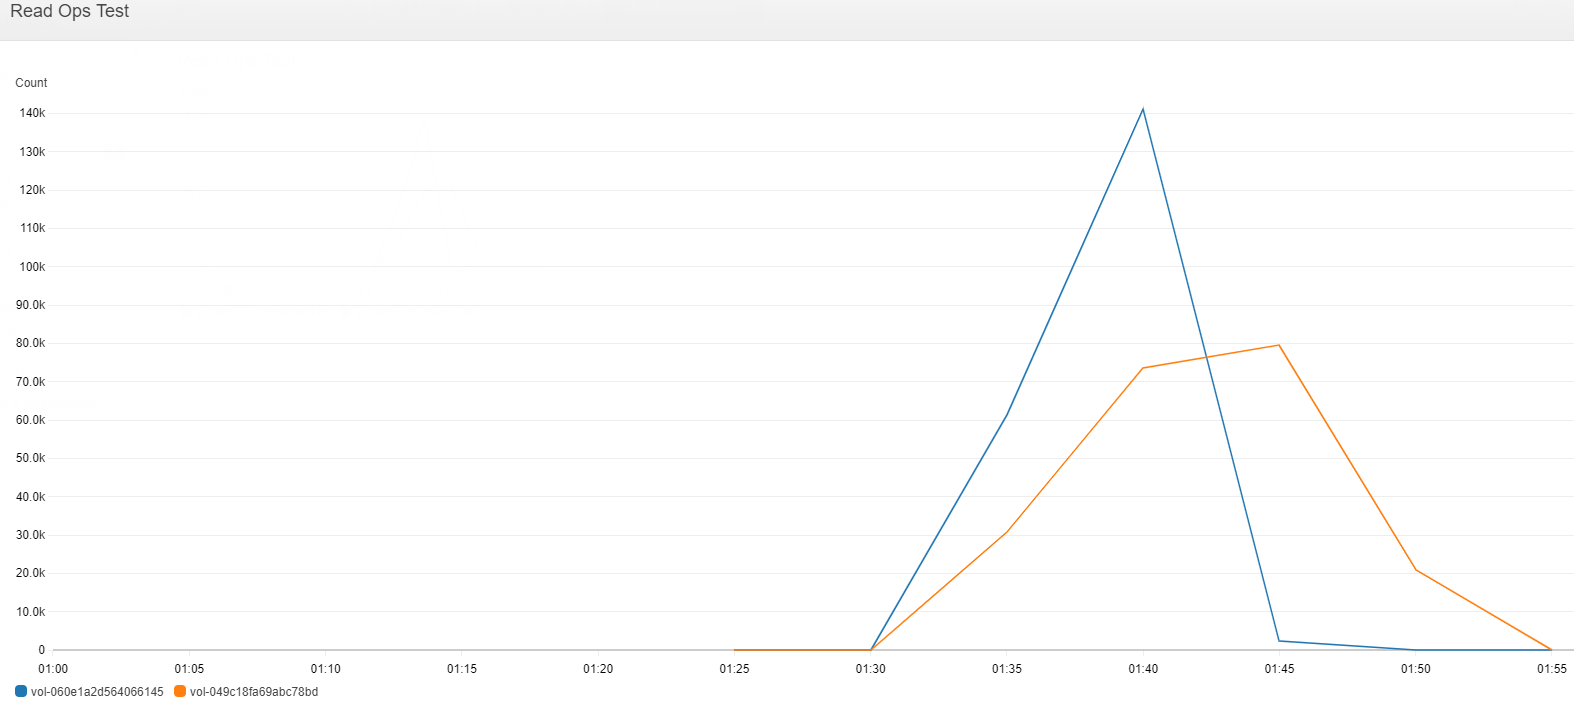 Read Ops Test
Count
140k
130k
120k
110k
100k
90.0k
80.0k
70.0k
60.0k
50.0k
40.0k
30.0k
20.0k
10.0k
0
01:00 01:05 01:10 01:15 01:20 01:25 01:30 01:35 01:40 01:45 01:50 01:55
vol-060e1a2d564066145 vol-049c18fa69abc78bd